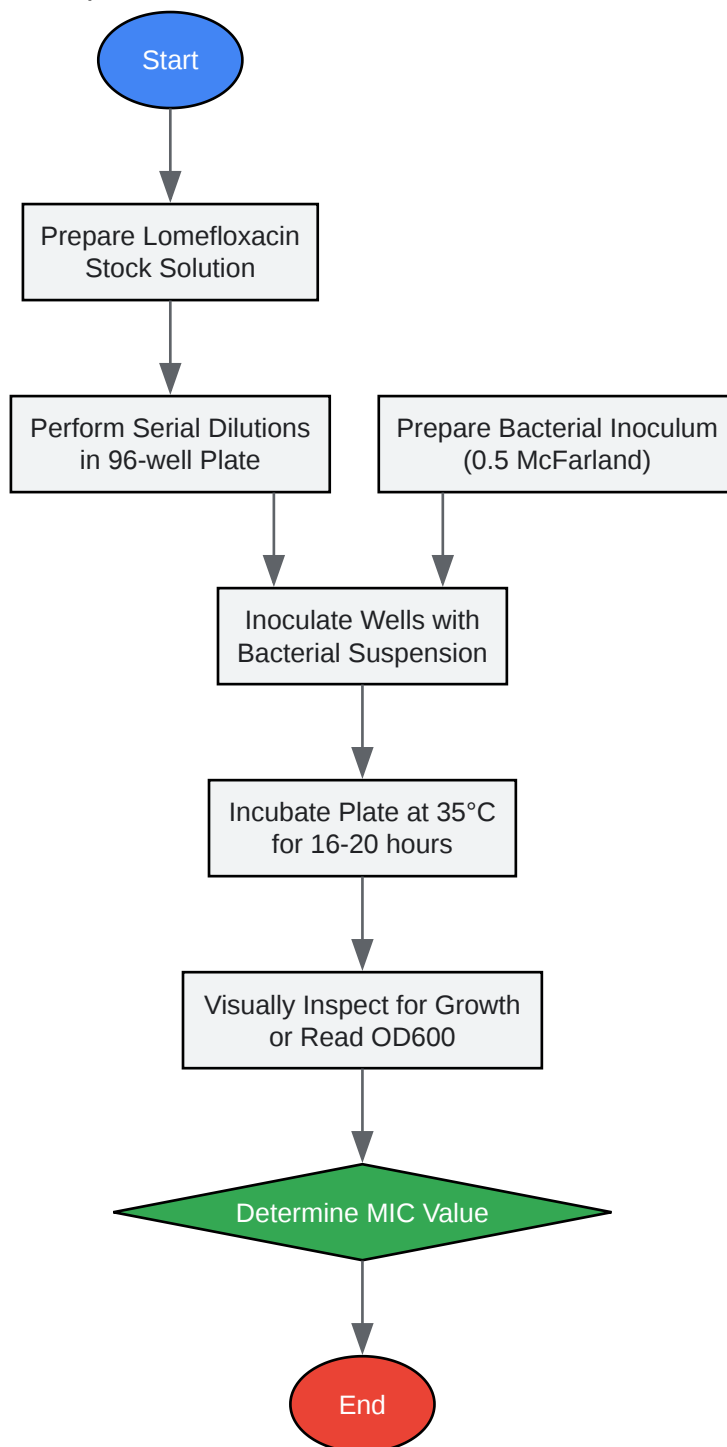 Start
Prepare Lomefloxacin
Stock Solution
Perform Serial Dilutions
in 96-well Plate
Prepare Bacterial Inoculum
(0.5 McFarland)
Inoculate Wells with
Bacterial Suspension
Incubate Plate at 35°C
for 16-20 hours
Visually Inspect for Growth
or Read OD600
Determine MIC Value
End